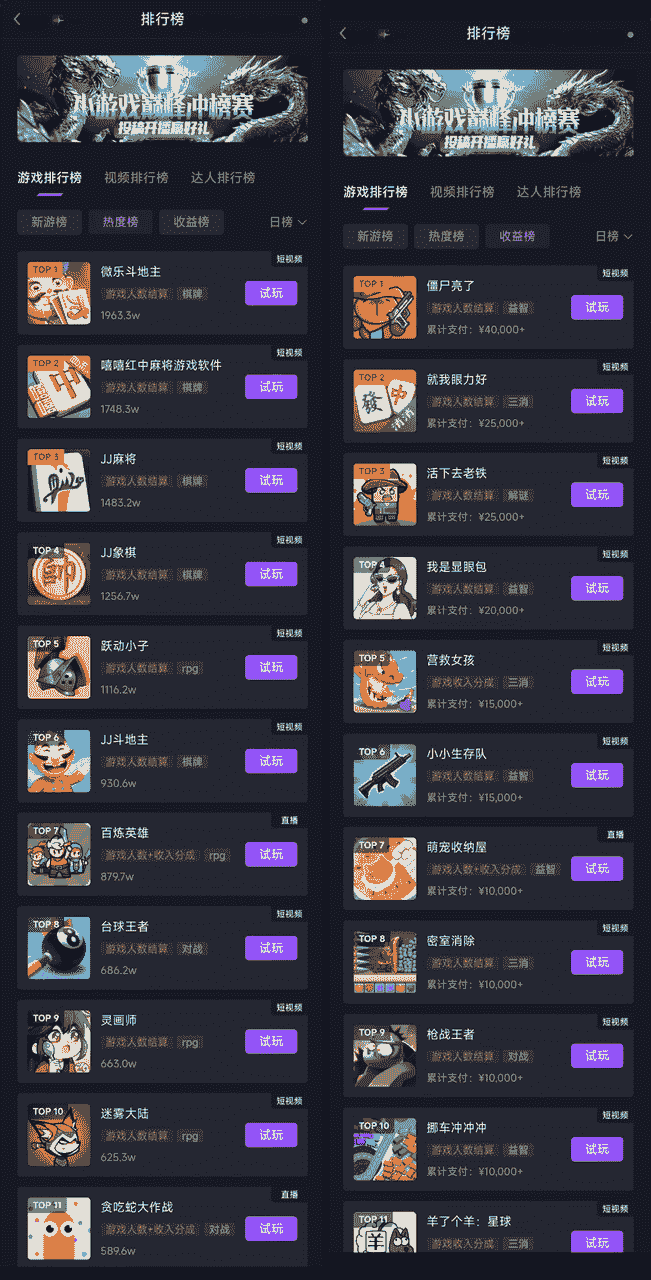 排行榜
小游戏巅峰冲榜赛
投稿开播赢好礼
游戏排行榜 视频排行榜 达人排行榜
新游榜 热度榜 收益榜 日榜
短视频
TOP 1
微乐斗地主
游戏人数结算 棋牌
1963.3w
试玩
短视频
TOP 2
嘻嘻红中麻将游戏软件
游戏人数结算 棋牌
1748.3w
试玩
短视频
TOP 3
JJ麻将
游戏人数结算 棋牌
1483.2w
试玩
短视频
TOP 4
JJ象棋
游戏人数结算 棋牌
1256.7w
试玩
短视频
TOP 5
跃动小子
游戏人数结算 rpg
1116.2w
试玩
短视频
TOP 6
JJ斗地主
游戏人数结算 棋牌
930.6w
试玩
直播
TOP 7
百炼英雄
游戏人数+收入分成 rpg
879.7w
试玩
短视频
TOP 8
台球王者
游戏人数结算 对战
686.2w
试玩
短视频
TOP 9
灵画师
游戏人数结算 rpg
663.0w
试玩
短视频
TOP 10
迷雾大陆
游戏人数结算 rpg
625.3w
试玩
直播
TOP 11
贪吃蛇大作战
游戏人数+收入分成 对战
589.6w
试玩
排行榜
小游戏巅峰冲榜赛
投稿开播赢好礼
游戏排行榜 视频排行榜 达人排行榜
新游榜 热度榜 收益榜 日榜
短视频
TOP 1
僵尸亮了
游戏人数结算 益智
累计支付：¥40,000+
试玩
短视频
TOP 2
就我眼力好
游戏人数结算 三消
累计支付：¥25,000+
试玩
短视频
TOP 3
活下去老铁
游戏人数结算 解谜
累计支付：¥25,000+
试玩
短视频
TOP 4
我是显眼包
游戏人数结算 益智
累计支付：¥20,000+
试玩
短视频
TOP 5
营救女孩
游戏收入分成 三消
累计支付：¥15,000+
试玩
短视频
TOP 6
小小生存队
游戏人数结算 益智
累计支付：¥15,000+
试玩
直播
TOP 7
萌宠收纳屋
游戏人数+收入分成 益智
累计支付：¥10,000+
试玩
短视频
TOP 8
密室消除
游戏人数结算 三消
累计支付：¥10,000+
试玩
短视频
TOP 9
枪战王者
游戏人数结算 对战
累计支付：¥10,000+
试玩
短视频
TOP 10
挪车冲冲冲
游戏人数结算 益智
累计支付：¥10,000+
试玩
短视频
TOP 11
羊
羊了个羊：星球
游戏收入分成 三消
试玩